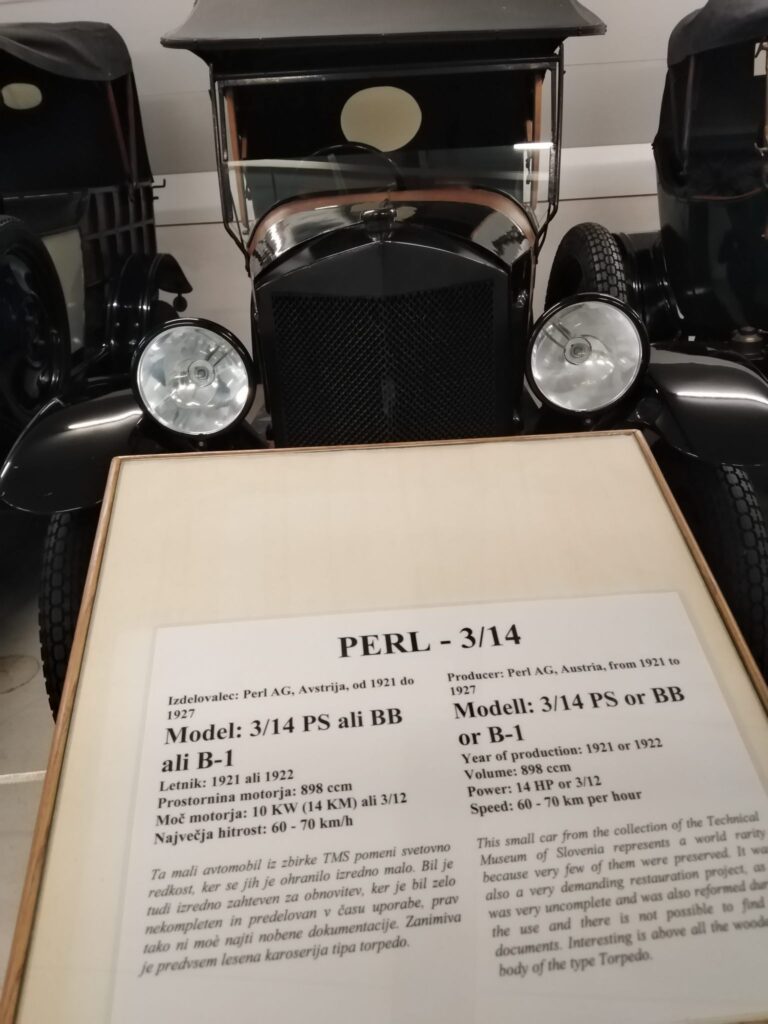 PERL - 3/14
Izdelovalec: Perl AG, Avstrija, od 1921 do
1927
Model: 3/14 PS ali BB
ali B-1
Letnik: 1921 ali 1922
Prostornina motorja: 898 ccm
Moč motorja: 10 KW (14 KM) ali 3/12
Največja hitrost: 60 - 70 km/h
Ta mali avtomobil iz zbirke TMS pomeni svetovno
redkost, ker se jih je ohranilo izredno malo. Bil je
tudi izredno zahteven za obnovitev, ker je bil zelo
nekompleten in predelovan v času uporabe, prav
tako ni moè najti nobene dokumentacije. Zanimiva
je predvsem lesena karoserija tipa torpedo.
Producer: Perl AG, Austria, from 1921 to
1927
Modell: 3/14 PS or BB
or B-1
Year of production: 1921 or 1922
Volume: 898 ccm
Power: 14 HP or 3/12
Speed: 60 - 70 km per hour
This small car from the collection of the Technical
Museum of Slovenia represents a world rarity
because very few of them were preserved. It was
also a very demanding restauration project, as
was very uncomplete and was also reformed dur
the use and there is not possible to find
documents. Interesting is above all the woode
body of the type Torpedo.